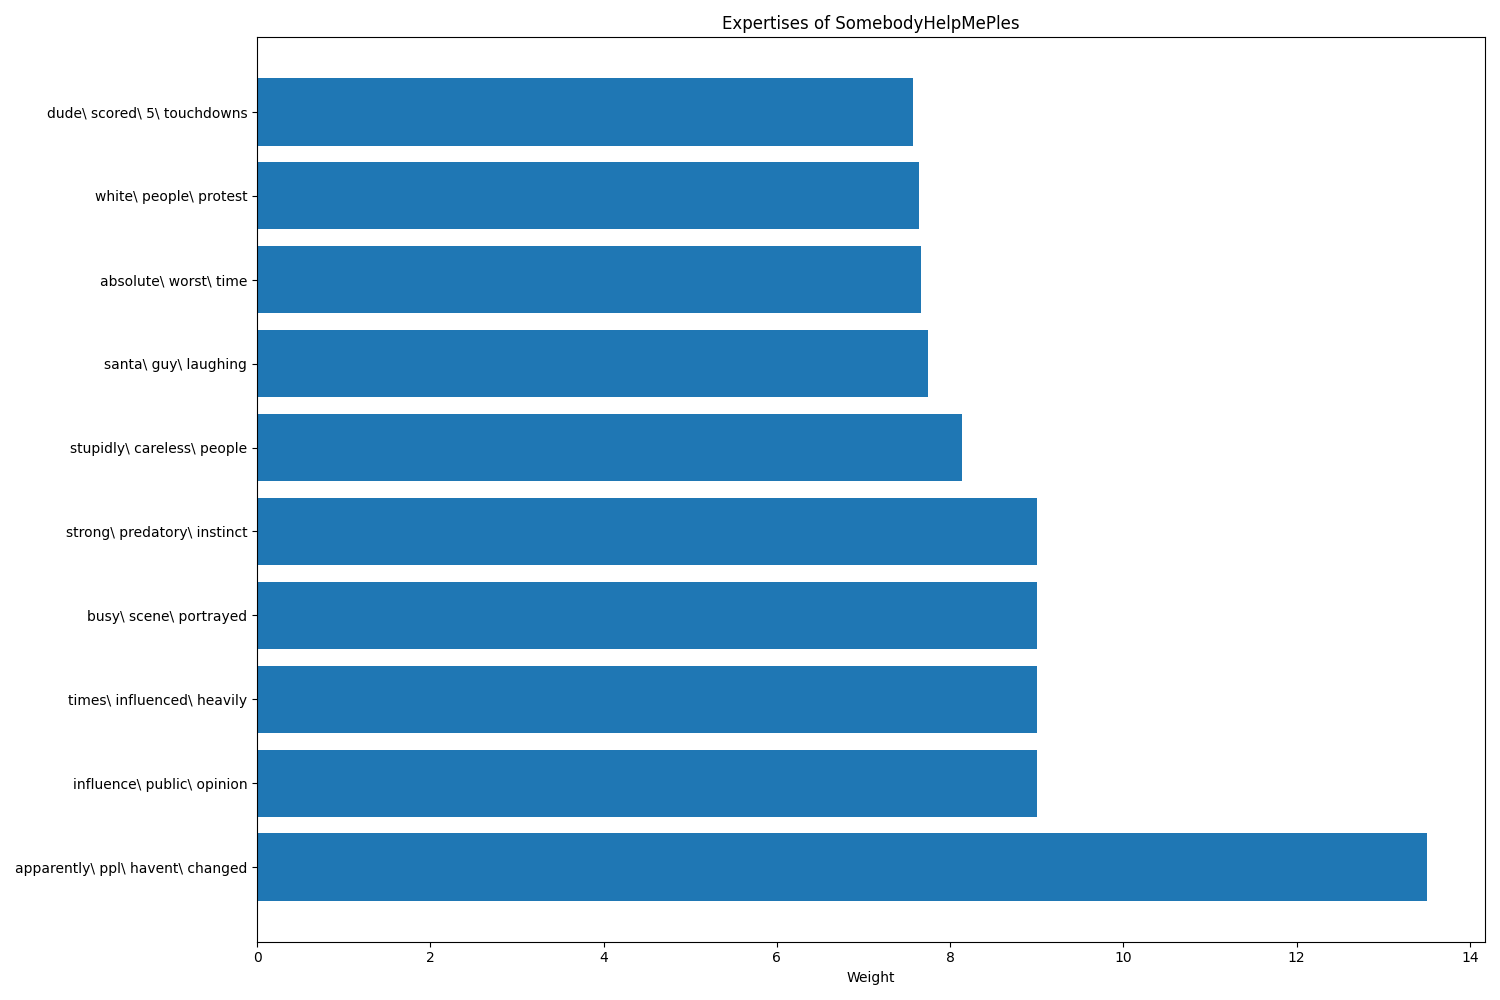 Expertises of SomebodyHelpMePles
dude\ scored\ 5\ touchdowns
white\ people\ protest
absolute\ worst\ time
santa\ guy\ laughing
stupidly\ careless\ people
strong\ predatory\ instinct
busy\ scene\ portrayed
times\ influenced\ heavily
influence\ public\ opinion
apparently\ ppl\ havent\ changed
0 2 4 6 8 10 12 14
Weight